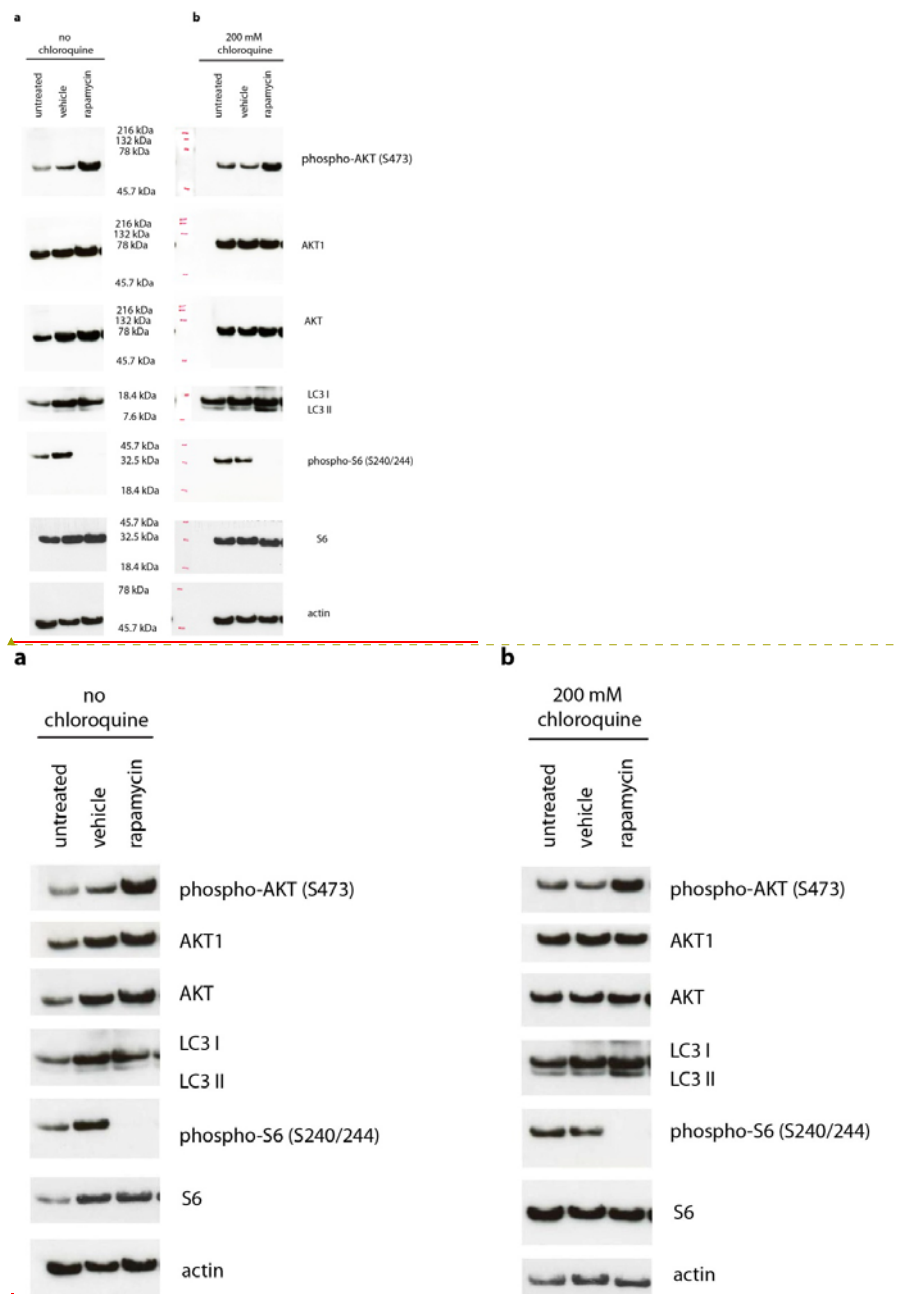 a
b
no
chloroquine
200 mM
chloroquine
untreated
vehicle
rapamycin
untreated
vehicle
rapamycin
216 kDa
132 kDa
78 kDa
45.7 kDa
phospho-AKT (S473)
216 kDa
132 kDa
78 kDa
45.7 kDa
AKT1
216 kDa
132 kDa
78 kDa
45.7 kDa
AKT
18.4 kDa
7.6 kDa
LC3 I
LC3 II
45.7 kDa
32.5 kDa
18.4 kDa
phospho-S6 (S240/244)
45.7 kDa
32.5 kDa
18.4 kDa
S6
78 kDa
45.7 kDa
actin
a
no
chloroquine
untreated
vehicle
rapamycin
phospho-AKT (S473)
AKT1
AKT
LC3 I
LC3 II
phospho-S6 (S240/244)
S6
actin
b
200 mM
chloroquine
untreated
vehicle
rapamycin
phospho-AKT (S473)
AKT1
AKT
LC3 I
LC3 II
phospho-S6 (S240/244)
S6
actin